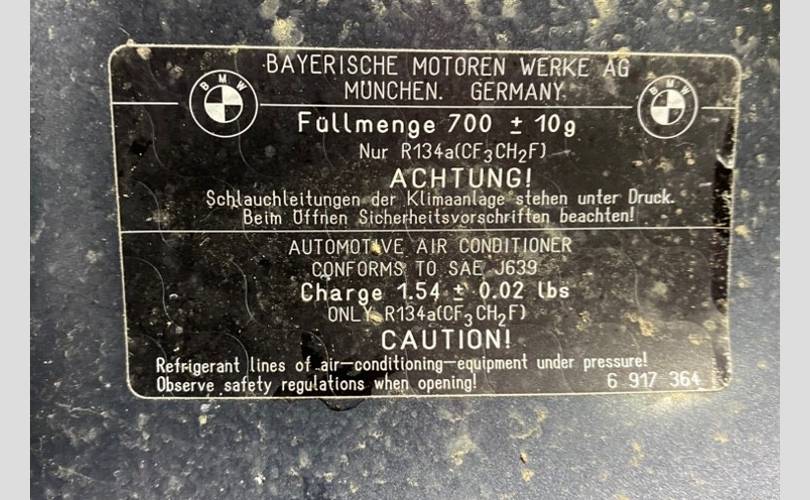 BAYERISCHE MOTOREN WERKE AG
MÜNCHEN. GERMANY.
BMW
BMW
Füllmenge 700 ± 10g
Nur R134a(CF₃CH₂F)
ACHTUNG!
Schlauchleitungen der Klimaanlage stehen unter Druck.
Beim Öffnen Sicherheitsvorschriften beachten!
AUTOMOTIVE AIR CONDITIONER
CONFORMS TO SAE J639
Charge 1.54 ± 0.02 lbs
ONLY R134a(CF₃CH₂F)
CAUTION!
Refrigerant lines of air-conditioning-equipment under pressure!
Observe safety regulations when opening! 6 917 364